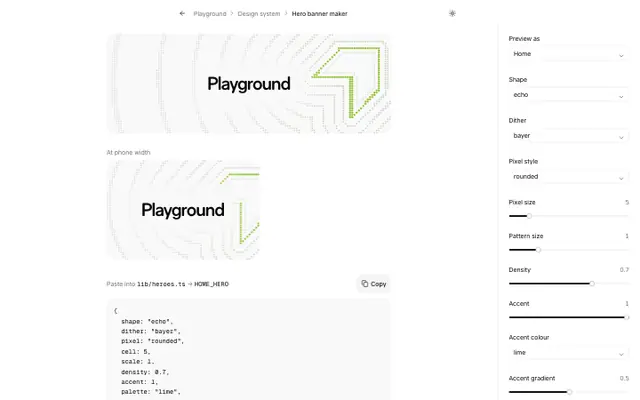 Playground > Design system > Hero banner maker
Playground
At phone width
Playground
Paste into lib/heroes.ts → HOME_HERO
Copy
{
shape: "echo",
dither: "bayer",
pixel: "rounded",
cell: 5,
scale: 1,
density: 0.7,
accent: 1,
palette: "lime",
Preview as
Home
Shape
echo
Dither
bayer
Pixel style
rounded
Pixel size 5
Pattern size 1
Density 0.7
Accent 1
Accent colour
lime
Accent gradient 0.5